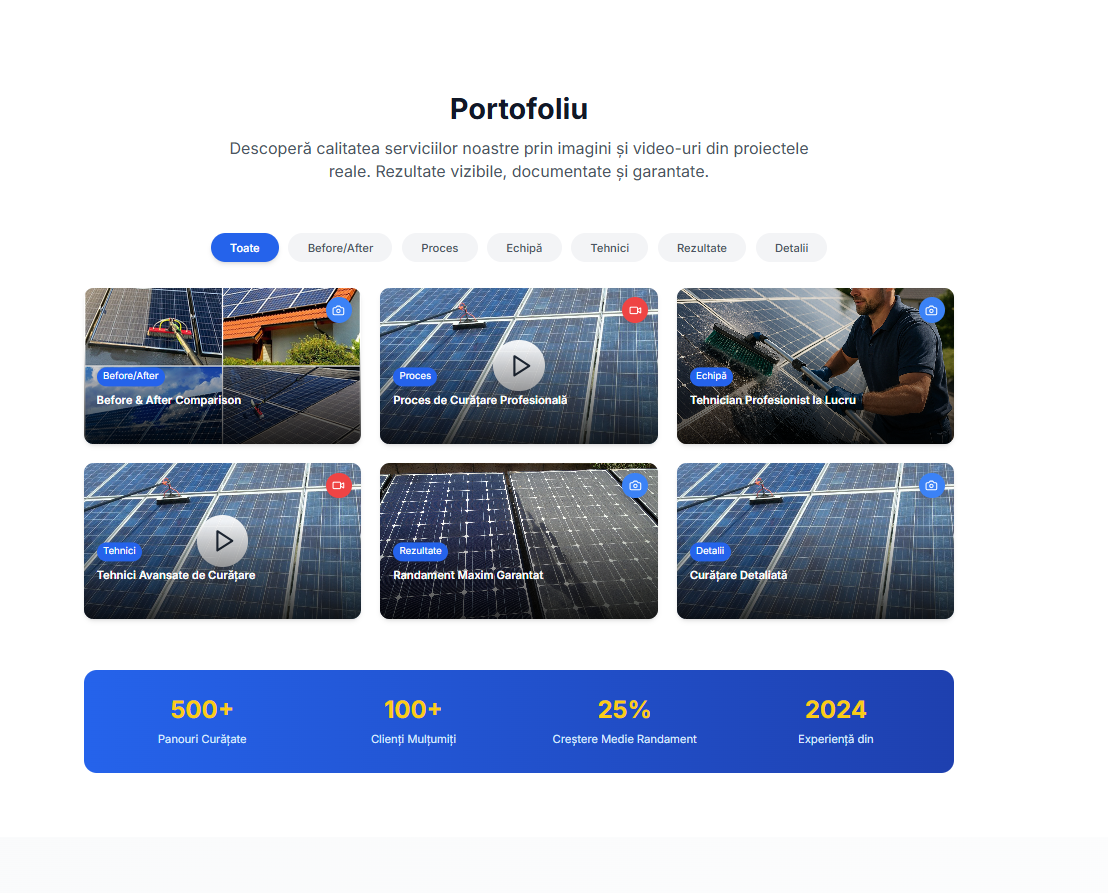 Portofoliu
Descoperă calitatea serviciilor noastre prin imagini și video-uri din proiectele
reale. Rezultate vizibile, documentate și garantate.
Toate
Before/After
Proces
Echipă
Tehnici
Rezultate
Detalii
Before/After
Before & After Comparison
Proces
Proces de Curățare Profesională
Echipă
Tehnician Profesionist la Lucru
Tehnici
Tehnici Avansate de Curățare
Rezultate
Randament Maxim Garantat
Detalii
Curățare Detaliată
500+
Panouri Curățate
100+
Clienți Mulțumiți
25%
Creștere Medie Randament
2024
Experiență din